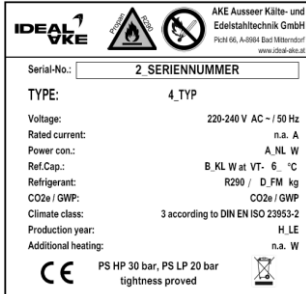 IDEAL AKE
Propan R290
AKE Ausseer Kälte- und
Edelstahltechnik GmbH
Pichl 66, A-8984 Bad Mitterndorf
www.ideal-ake.at
Serial-No.: 2_SERIENNUMMER
TYPE: 4_TYP
Voltage: 220-240 V AC ~ / 50 Hz
Rated current: n.a. A
Power con.: A_NL W
Ref.Cap.: B_KL W at VT- 6_ °C
Refrigerant: R290 / D_FM kg
CO2e / GWP: CO2e / GWP
Climate class: 3 according to DIN EN ISO 23953-2
Production year: H_LE
Additional heating: n.a. W
CE PS HP 30 bar, PS LP 20 bar
tightness proved